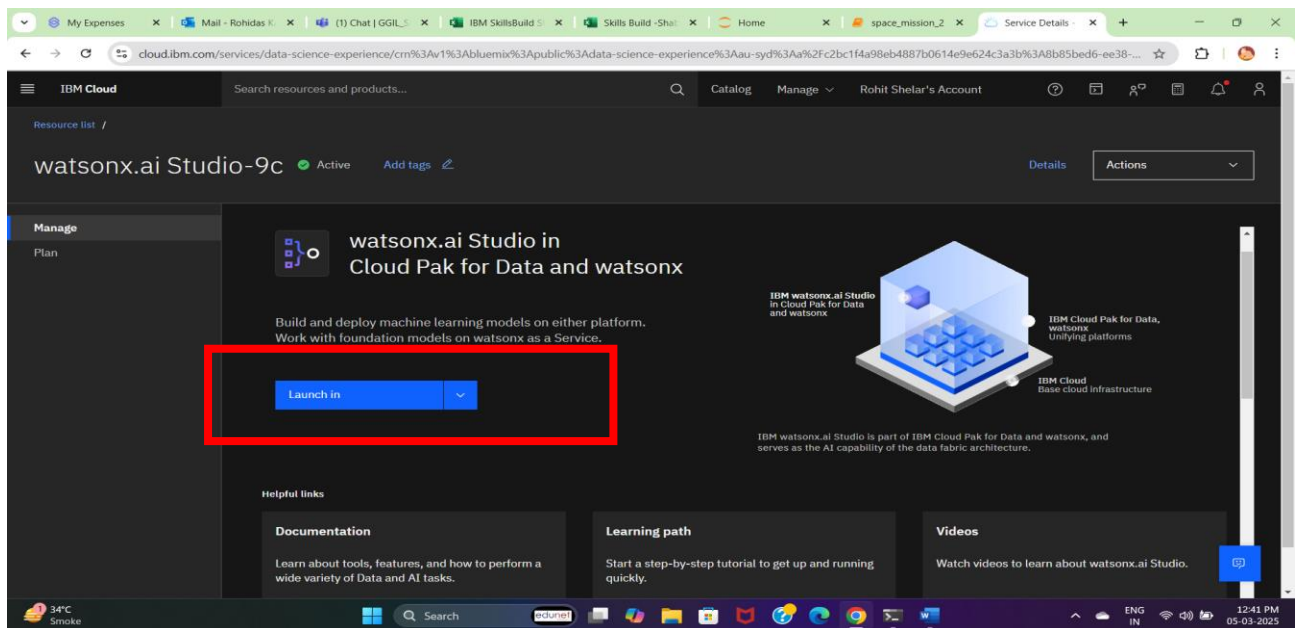 My Expenses
Mail - Rohidas K
(1) Chat | GGIL_S
IBM SkillsBuild S
Skills Build -Shat
Home
space_mission_2
Service Details -
cloud.ibm.com/services/data-science-experience/crn%3Av1%3Abluemix%3Apublic%3Adata-science-experience%3Aau-syd%3Aa%2Fc2bc1f4a98eb4887b0614e9e624c3a3b%3A8b85bed6-ee38-...
IBM Cloud
Search resources and products...
Catalog
Manage
Rohit Shelar's Account
Resource list /
watsonx.ai Studio-9c
Active
Add tags
Details
Actions
Manage
Plan
watsonx.ai Studio in
Cloud Pak for Data and watsonx
Build and deploy machine learning models on either platform.
Work with foundation models on watsonx as a Service.
Launch in
IBM watsonx.ai Studio
in Cloud Pak for Data
and watsonx
IBM Cloud Pak for Data,
watsonx
Unifying platforms
IBM Cloud
Base cloud infrastructure
IBM watsonx.ai Studio is part of IBM Cloud Pak for Data and watsonx, and
serves as the AI capability of the data fabric architecture.
Helpful links
Documentation
Learn about tools, features, and how to perform a
wide variety of Data and AI tasks.
Learning path
Start a step-by-step tutorial to get up and running
quickly.
Videos
Watch videos to learn about watsonx.ai Studio.
1
34°C
Smoke
Search
edunet
ENG
IN
12:41 PM
05-03-2025